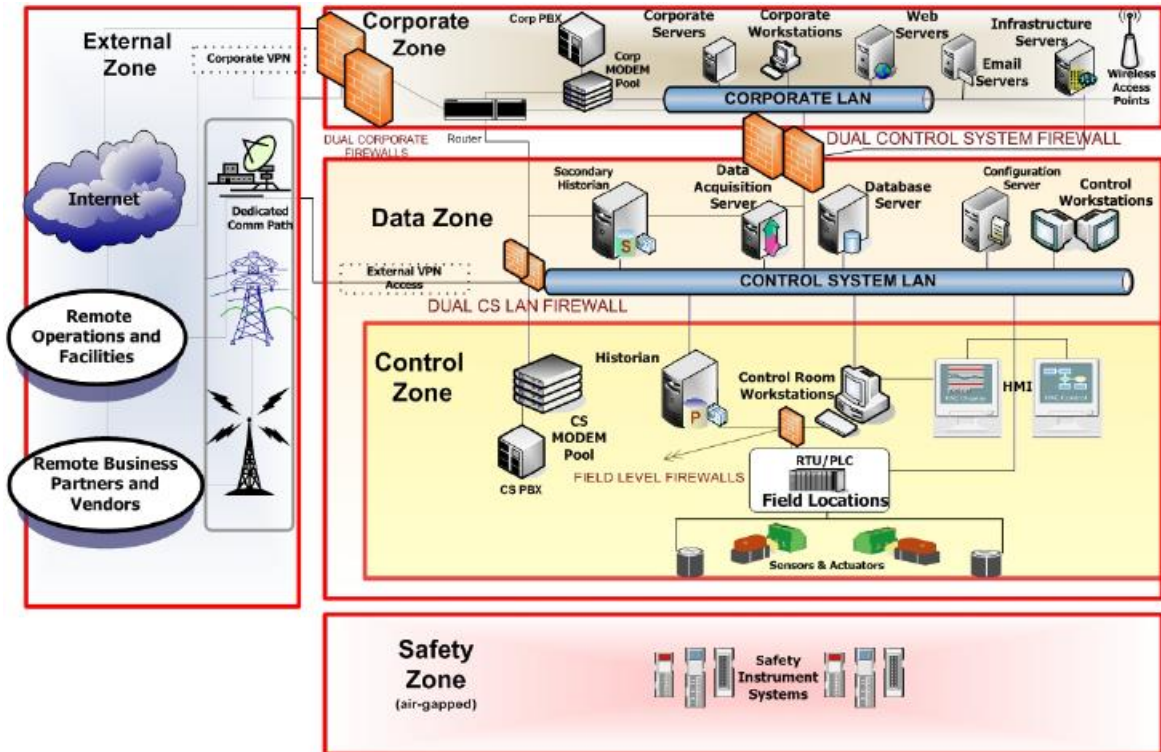 External
Zone
Corporate VPN
Internet
Dedicated
Comm Path
Remote
Operations and
Facilities
Remote Business
Partners and
Vendors
Corporate
Zone
Corp PBX
Corp
MODEM
Pool
Corporate
Servers
Corporate
Workstations
Web
Servers
Email
Servers
Infrastructure
Servers
Wireless
Access
Points
CORPORATE LAN
DUAL CORPORATE
FIREWALLS
Router
DUAL CONTROL SYSTEM FIREWALL
Data Zone
Secondary
Historian
S
Data
Acquisition
Server
Database
Server
Configuration
Server
Control
Workstations
External VPN
Access
CONTROL SYSTEM LAN
DUAL CS LAN FIREWALL
Control
Zone
CS
MODEM
Pool
CS PBX
Historian
P
Control Room
Workstations
HMI
FIELD LEVEL FIREWALLS
RTU/PLC
Field Locations
Sensors & Actuators
Safety
Zone
(air-gapped)
Safety
Instrument
Systems